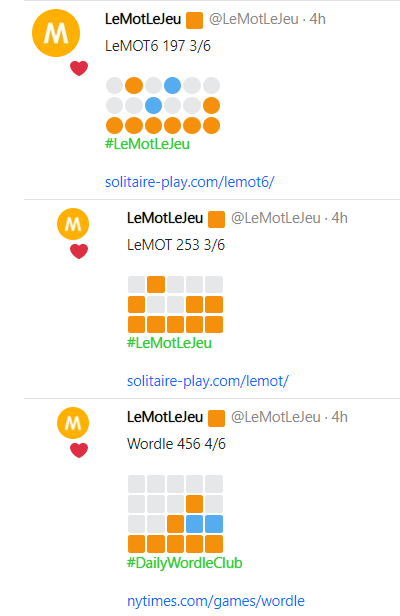 LeMotLeJeu @LeMotLeJeu · 4h
LeMOT6 197 3/6
#LeMotLeJeu
solitaire-play.com/lemot6/
LeMotLeJeu @LeMotLeJeu · 4h
LeMOT 253 3/6
#LeMotLeJeu
solitaire-play.com/lemot/
LeMotLeJeu @LeMotLeJeu · 4h
Wordle 456 4/6
#DailyWordleClub
nytimes.com/games/wordle